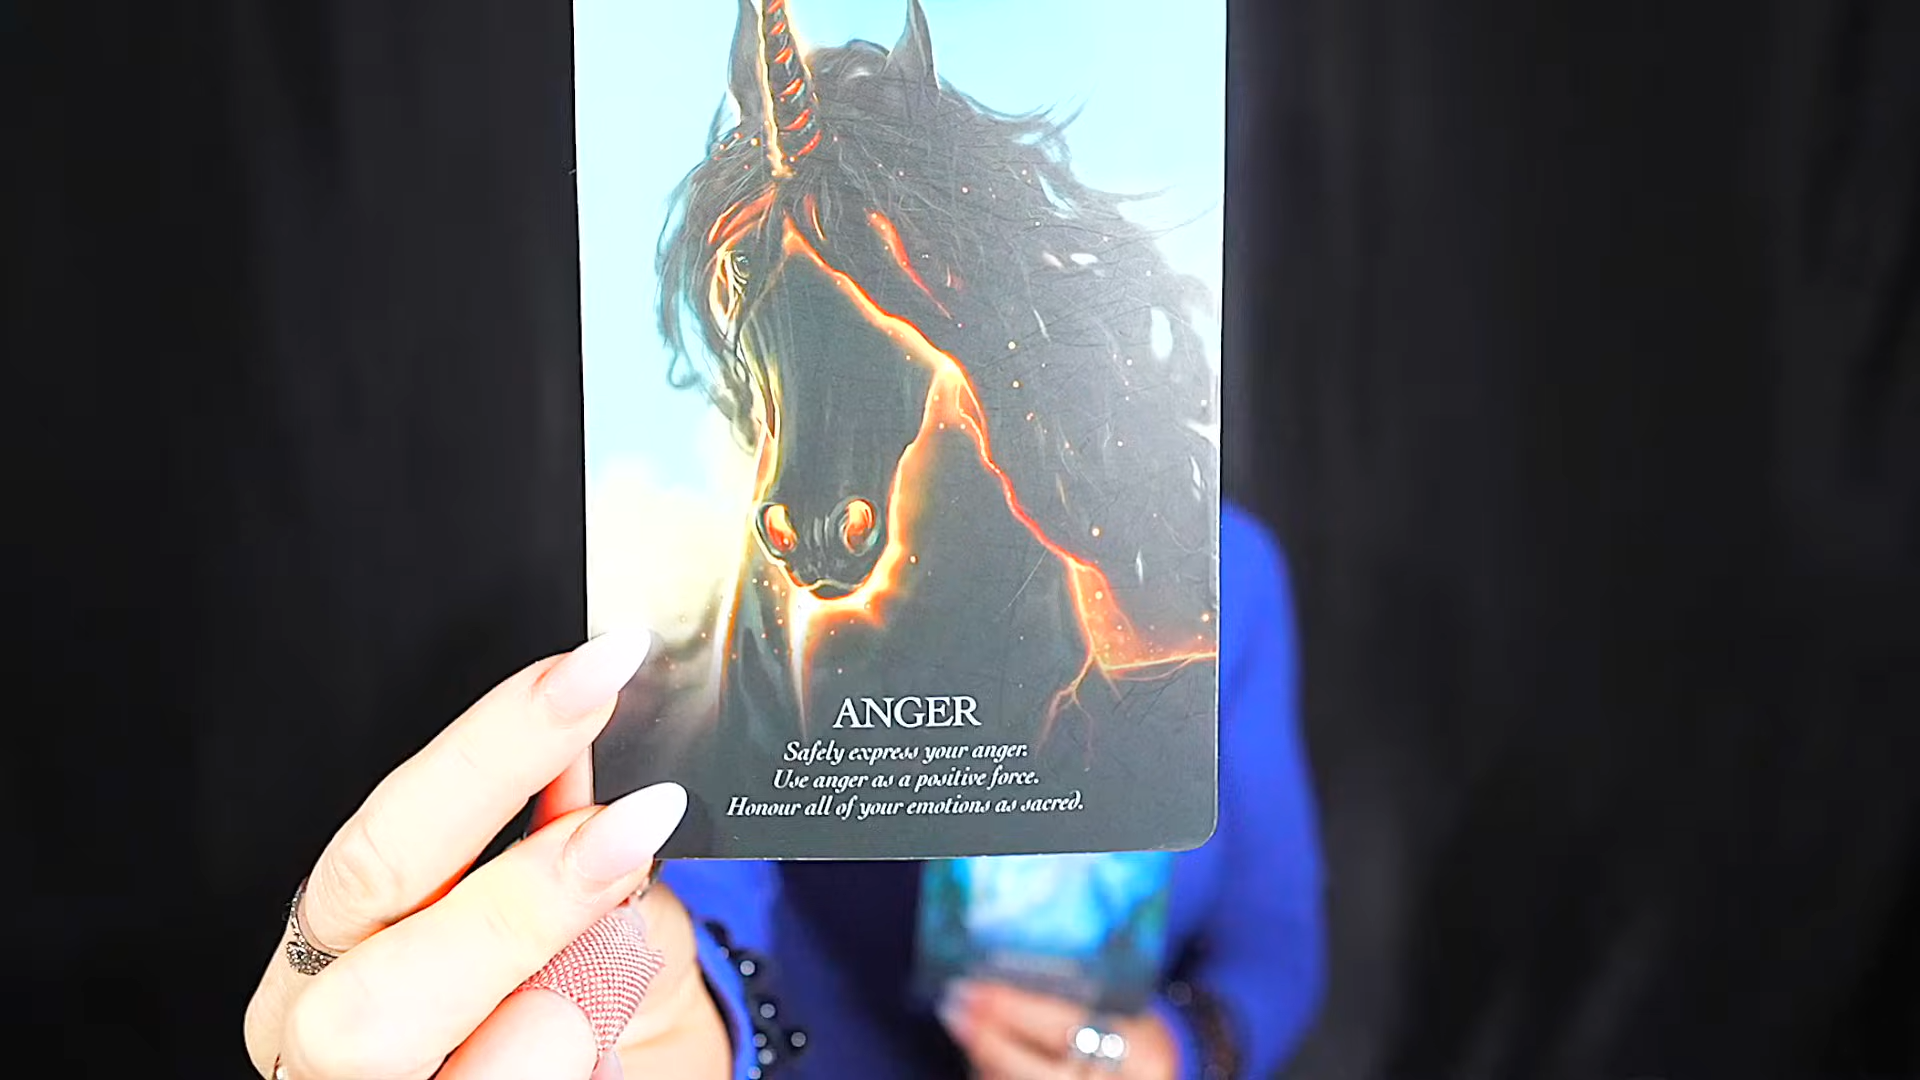 ANGER
Safely express your anger.
Use anger as a positive force.
Honour all of your emotions as sacred.